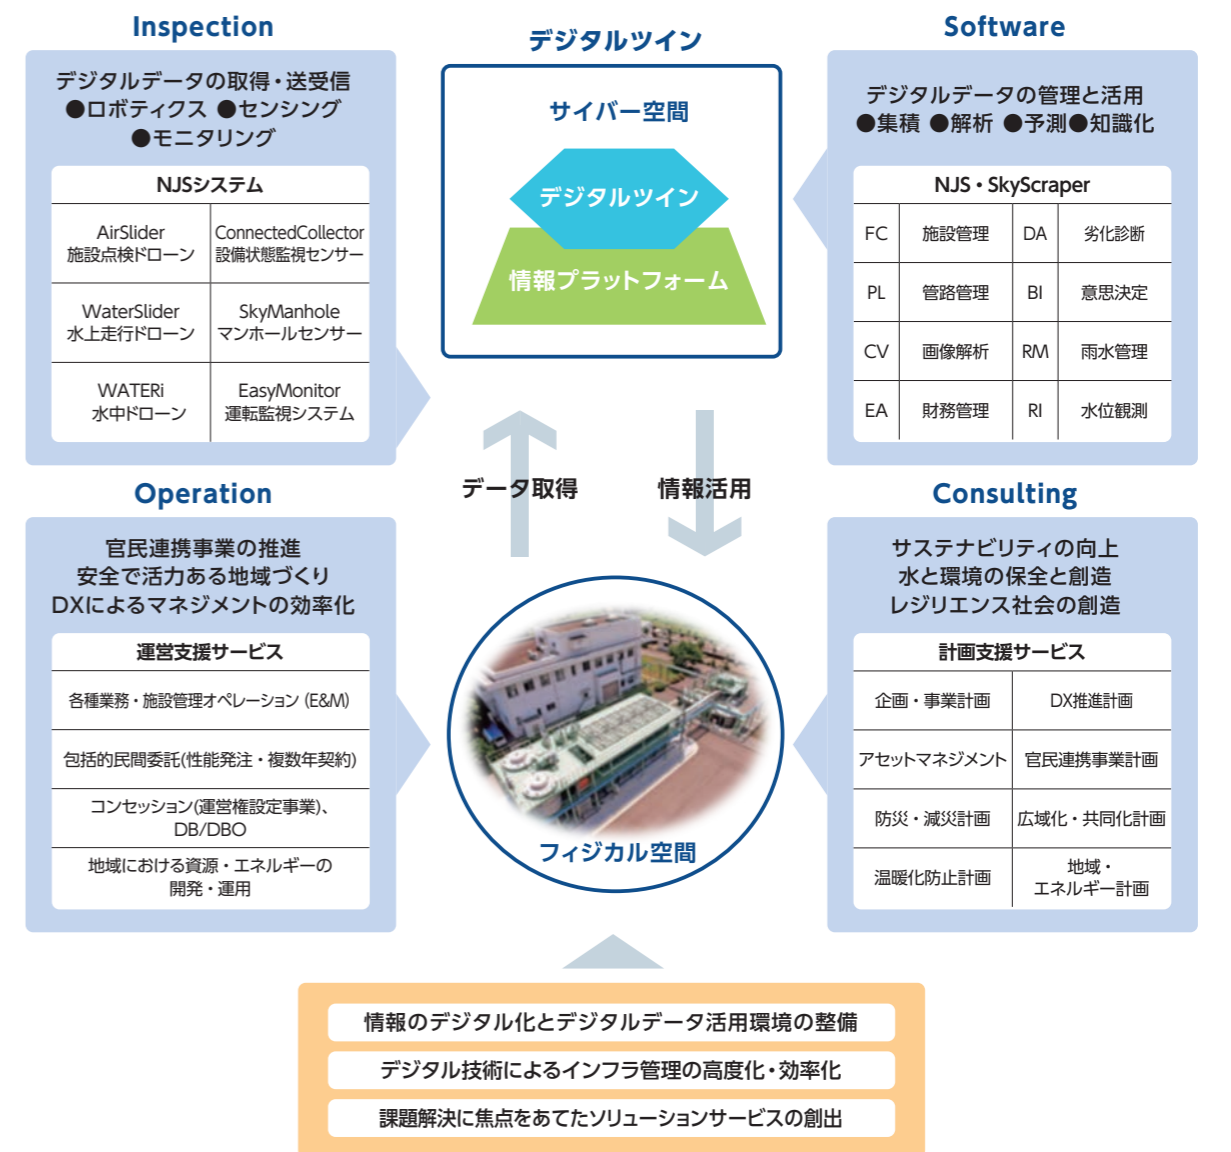 Inspection
デジタルデータの取得・送受信
●ロボティクス ●センシング
●モニタリング
NJSシステム
AirSlider
施設点検ドローン
ConnectedCollector
設備状態監視センサー
WaterSlider
水上走行ドローン
SkyManhole
マンホールセンサー
WATERi
水中ドローン
EasyMonitor
運転監視システム
デジタルツイン
サイバー空間
デジタルツイン
情報プラットフォーム
Software
デジタルデータの管理と活用
●集積 ●解析 ●予測●知識化
NJS・SkyScraper
FC 施設管理 DA 劣化診断
PL 管路管理 BI 意思決定
CV 画像解析 RM 雨水管理
EA 財務管理 RI 水位観測
データ取得
情報活用
Operation
官民連携事業の推進
安全で活力ある地域づくり
DXによるマネジメントの効率化
運営支援サービス
各種業務・施設管理オペレーション (E&M)
包括的民間委託(性能発注・複数年契約)
コンセッション(運営権設定事業)、
DB/DBO
地域における資源・エネルギーの
開発・運用
フィジカル空間
Consulting
サステナビリティの向上
水と環境の保全と創造
レジリエンス社会の創造
計画支援サービス
企画・事業計画
DX推進計画
アセットマネジメント
官民連携事業計画
防災・減災計画
広域化・共同化計画
温暖化防止計画
地域・
エネルギー計画
情報のデジタル化とデジタルデータ活用環境の整備
デジタル技術によるインフラ管理の高度化・効率化
課題解決に焦点をあてたソリューションサービスの創出